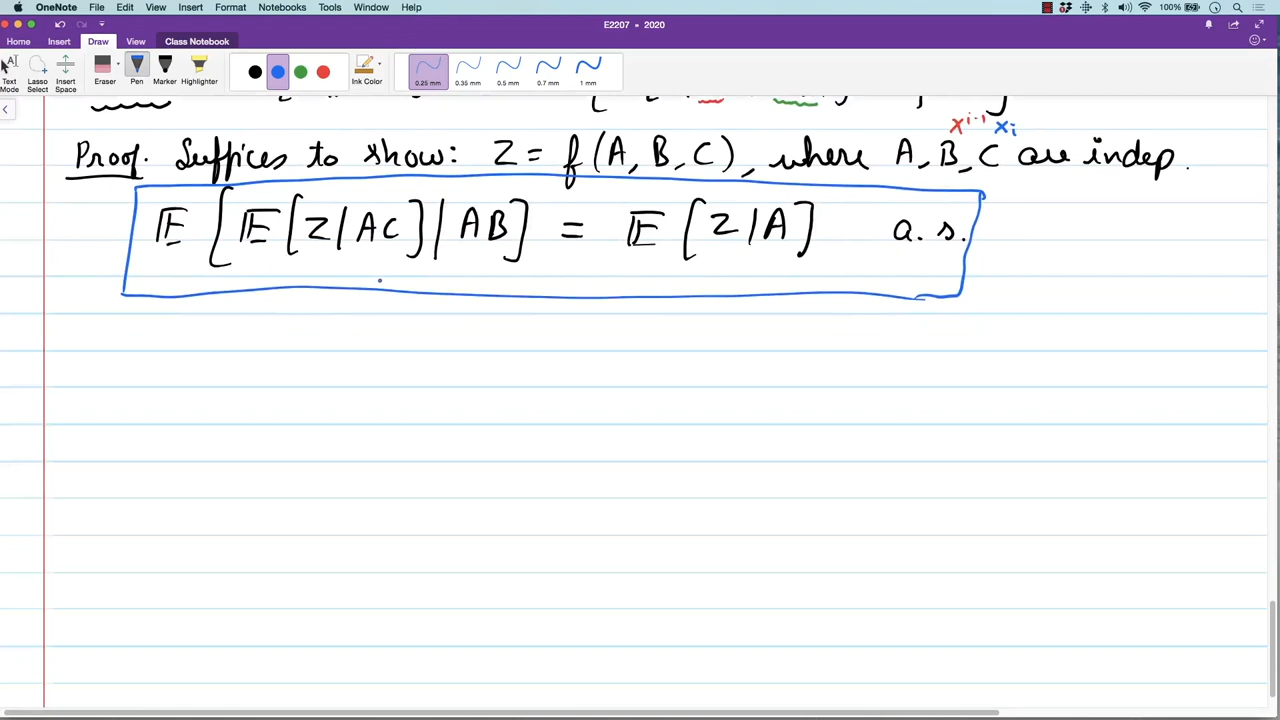 OneNote File Edit View Insert Format Notebooks Tools Window Help 100%
E2207 - 2020
Home Insert Draw View Class Notebook
Text Mode Lasso Select Insert Space Eraser Pen Marker Highlighter Ink Color 0.25 mm 0.35 mm 0.5 mm 0.7 mm 1 mm
x^{i-1} x_i
Proof. Suffices to show: Z = f(A, B, C), where A, B, C are indep.
𝔼[𝔼[Z|AC]|AB] = 𝔼[Z|A] a.s.